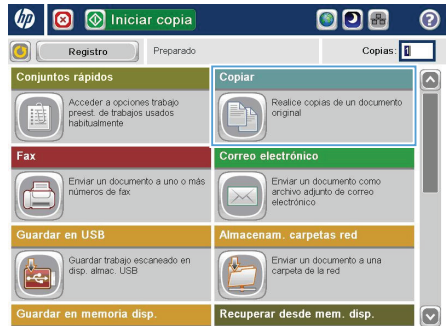 hp
Iniciar copia
?
Registro
Preparado
Copias: 1
Conjuntos rápidos
Acceder a opciones trabajo
preest. de trabajos usados
habitualmente
Copiar
Realice copias de un documento
original
Fax
Enviar un documento a uno o más
números de fax
Correo electrónico
Enviar un documento como
archivo adjunto de correo
electrónico
Guardar en USB
Guardar trabajo escaneado en
disp. almac. USB
Almacenam. carpetas red
Enviar un documento a una
carpeta de la red
Guardar en memoria disp.
Recuperar desde mem. disp.